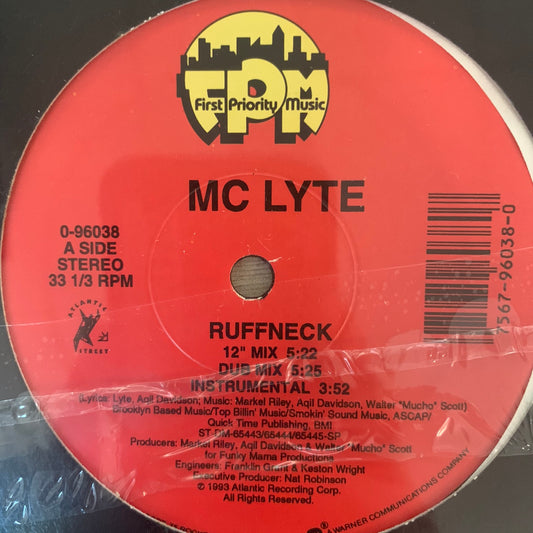 FPM
First Priority Music
MC LYTE
0-96038
A SIDE
STEREO
33 1/3 RPM
ATLANTIC
STREET
7567-96038-0
RUFFNECK
12" MIX 5:22
DUB MIX 5:25
INSTRUMENTAL 3:52
(Lyrics: Lyte, Aqil Davidson; Music: Markel Riley, Aqil Davidson, Walter "Mucho" Scott)
Brooklyn Based Music/Top Billin' Music/Smokin' Sound Music, ASCAP/
Quick Time Publishing, BMI
ST-DM-65443/65444/65445-SP
Producers: Markel Riley, Aqil Davidson & Walter "Mucho" Scott
for Funky Mama Productions
Engineers: Franklin Grant & Keston Wright
Executive Producer: Nat Robinson
© 1993 Atlantic Recording Corp.
All Rights Reserved.
A WARNER COMMUNICATIONS COMPANY